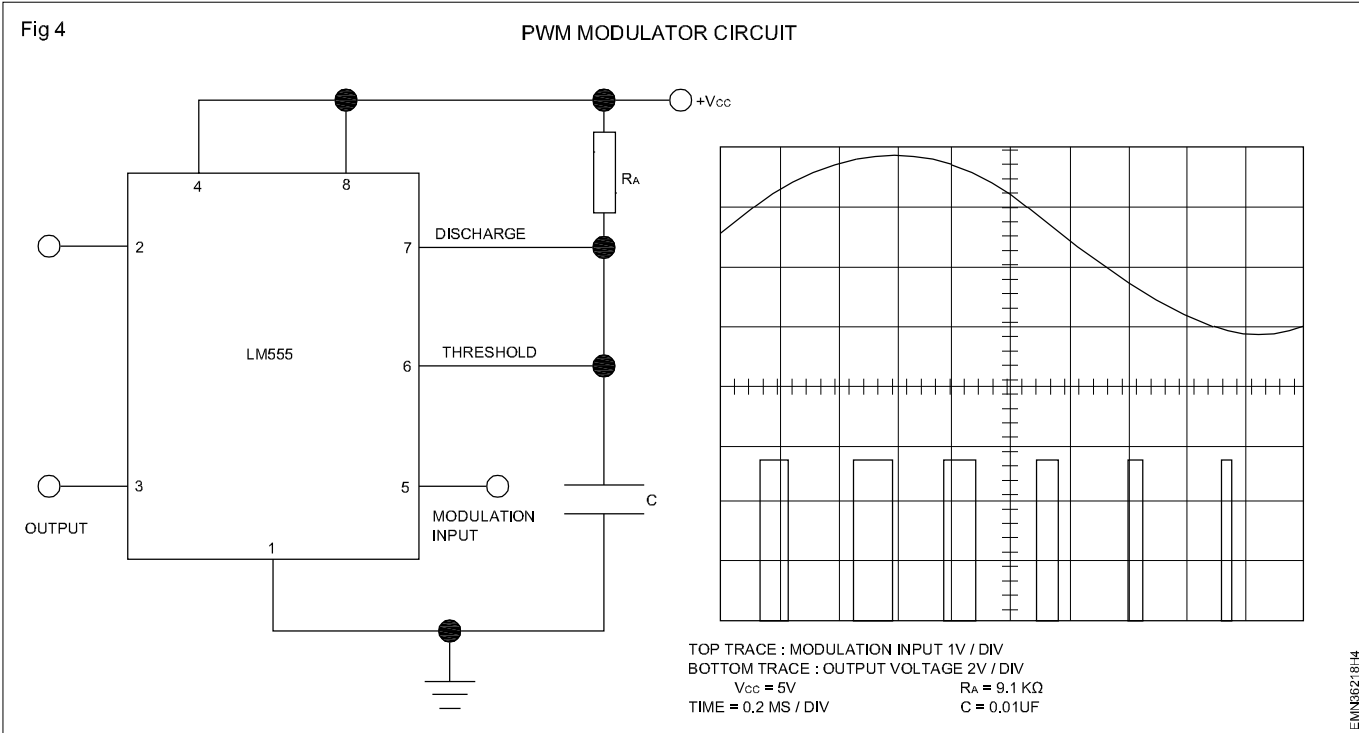 Fig 4
PWM MODULATOR CIRCUIT
+Vcc
4
8
RA
2
7
DISCHARGE
LM555
6
THRESHOLD
3
5
C
OUTPUT
MODULATION
INPUT
1
TOP TRACE : MODULATION INPUT 1V / DIV
BOTTOM TRACE : OUTPUT VOLTAGE 2V / DIV
Vcc = 5V
RA = 9.1 KΩ
TIME = 0.2 MS / DIV
C = 0.01UF
EMN36218H4